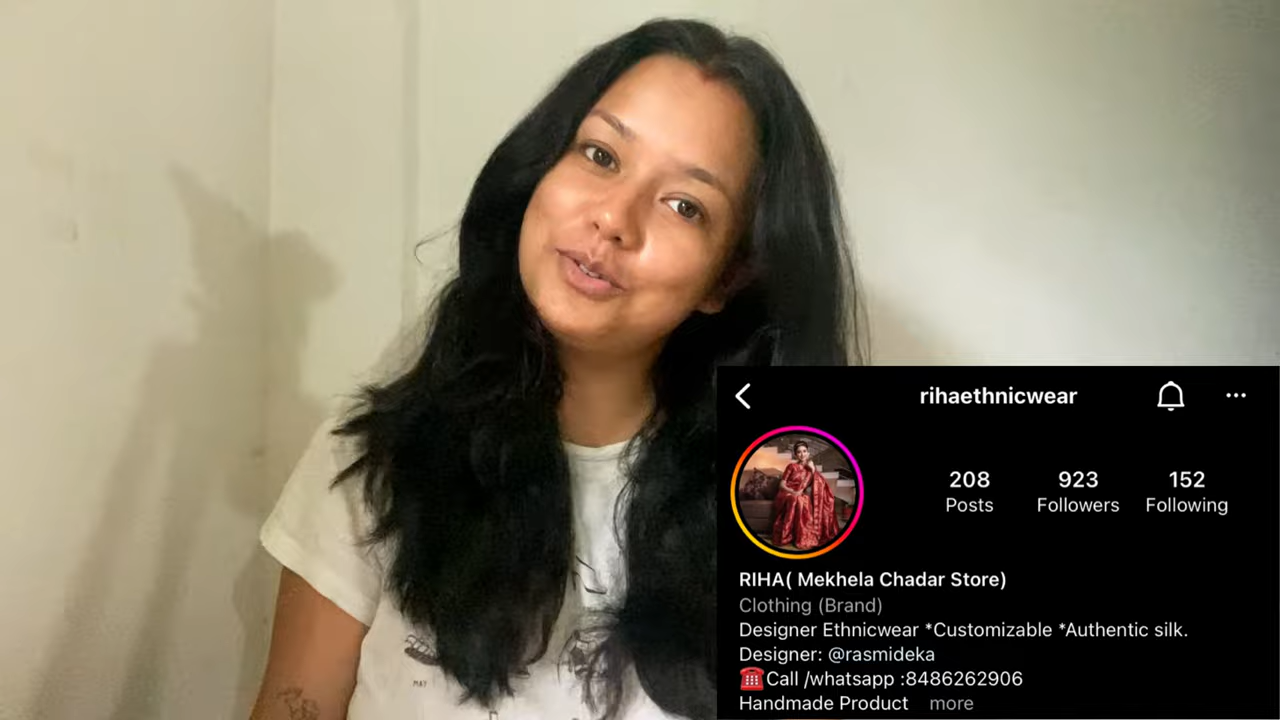 rihaethnicwear
208
923
152
Posts
Followers
Following
RIHA( Mekhela Chadar Store)
Clothing (Brand)
Designer Ethnicwear *Customizable *Authentic silk.
Designer: @rasmideka
☎️Call /whatsapp :8486262906
Handmade Product more
MAY